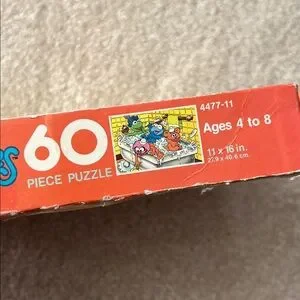 60
PIECE PUZZLE
4477-11
Ages 4 to 8
11 x 16 in.
27.9 x 40.6 cm.